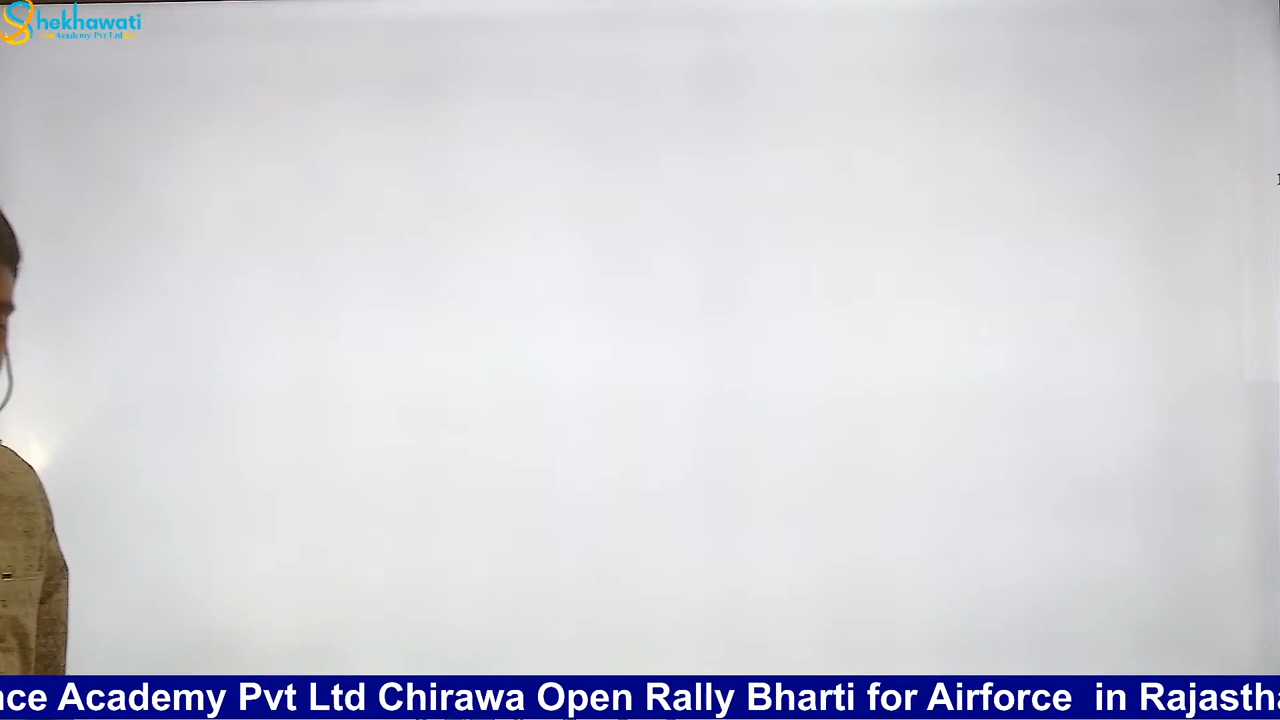 Shekhawati
Academy Pvt Ltd
nce Academy Pvt Ltd Chirawa Open Rally Bharti for Airforce in Rajastha